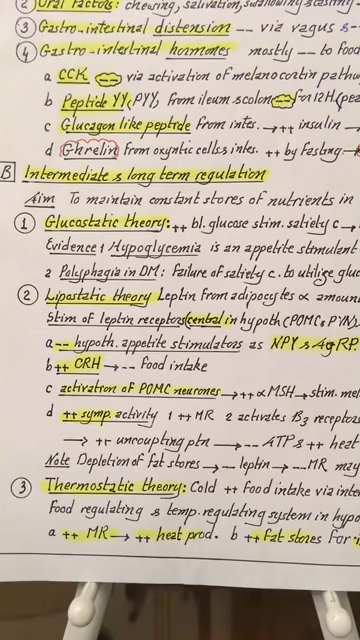 ② Oral factors: chewing, salivation, swallowing &
③ Gastro-intestinal distension -- via vagus
④ Gastro-intestinal hormones mostly -- to food
a CCK -- via activation of melanocortin pathw
b Peptide YY(PYY) from ileum & colon -- for 12H
c Glucagon like peptide from intes. → ++ insulin →
d Ghrelin from oxyntic cells & intes. ++ by fasting →
B Intermediate & long term regulation
Aim To maintain constant stores of nutrients in
① Glucostatic theory: ++ bl. glucose stim. satiety c →
Evidence 1 Hypoglycemia is an appetite stimulant
2 Polyphagia in DM: Failure of satiety c. to utilize gluc
② Lipostatic theory Leptin from adipocytes ∝ amoun
Stim of leptin receptors central in hypoth (POMC & PVN).
a -- hypoth. appetite stimulators as NPY & AgRP.
b ++ CRH → -- Food intake
c activation of POMC neurones → ++ αMSH → stim. mel
d ++ symp. activity 1 ++ MR 2 activates B3 receptors
→ ++ uncoupling ptn → -- ATP & ++ heat
Note Depletion of fat stores → -- leptin → -- MR may
③ Thermostatic theory: Cold ++ food intake via inter
Food regulating & temp. regulating system in hypo
a ++ MR → ++ heat prod. b ++ fat stores for